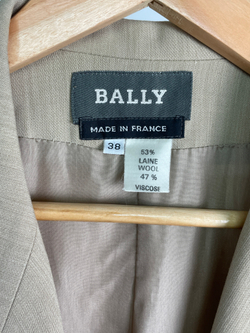 BALLY
MADE IN FRANCE
38
53%
LAINE
WOOL
47 %
VISCOSE